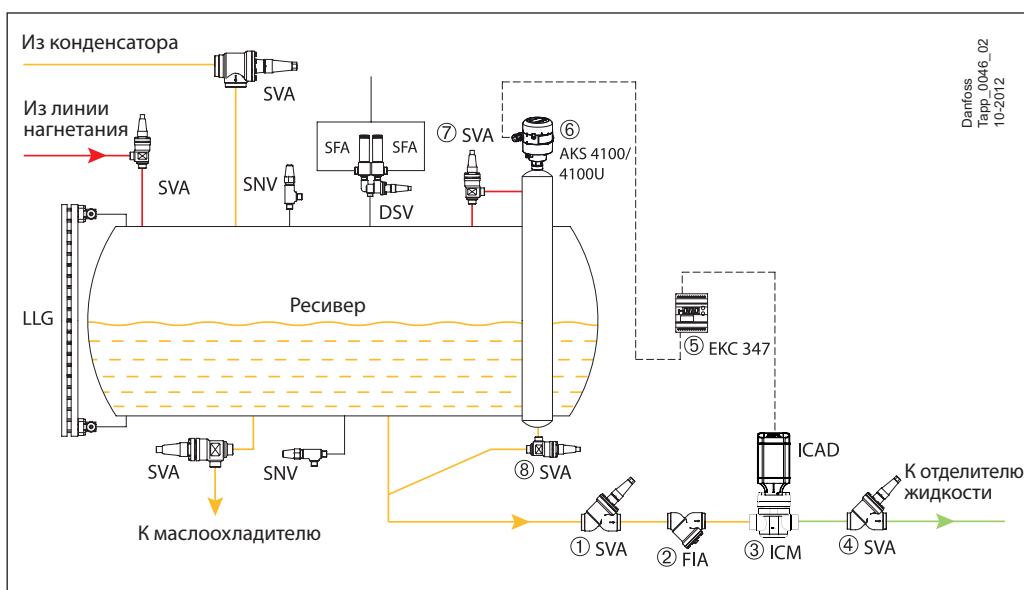 Из конденсатора
SVA
Danfoss
Tapp_0046_02
10-2012
Из линии
нагнетания
SVA
SNV
SFA
SFA
DSV
⑦ SVA
⑥
AKS 4100/
4100U
LLG
Ресивер
⑤ EKC 347
SVA
К маслоохладителю
SNV
⑧ SVA
ICAD
К отделителю
жидкости
① SVA
② FIA
③ ICM
④ SVA